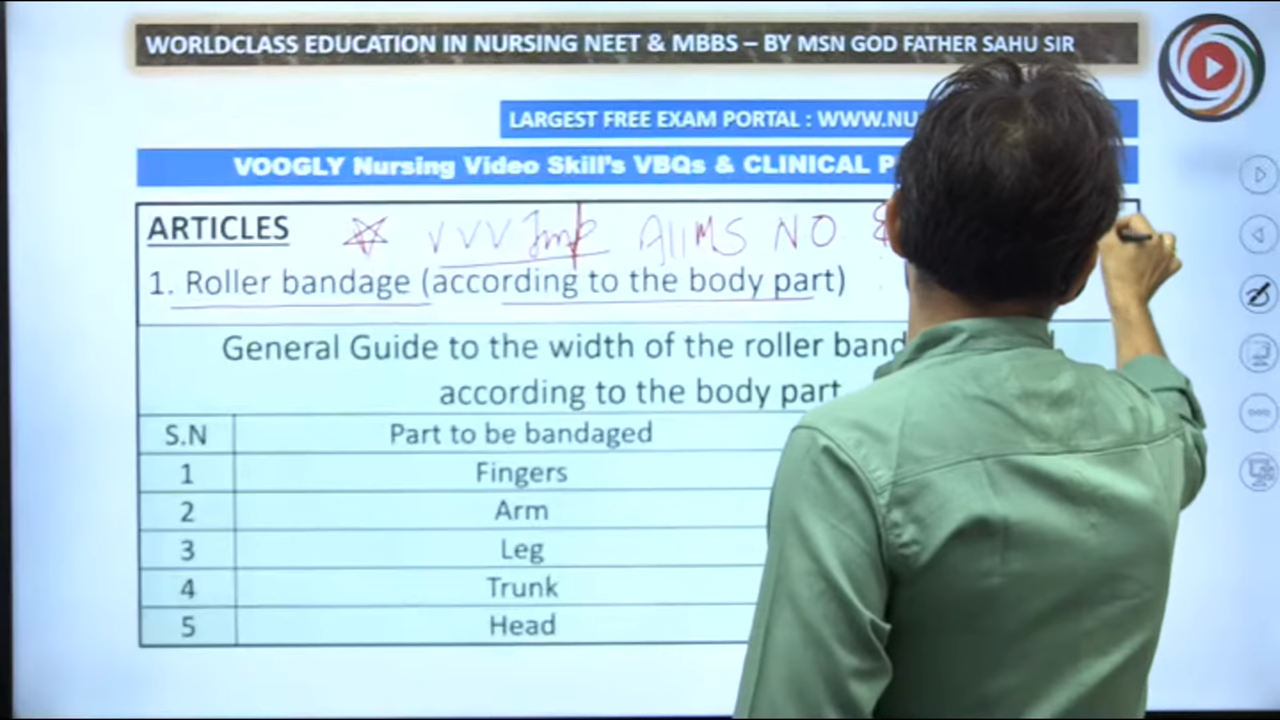 WORLDCLASS EDUCATION IN NURSING NEET & MBBS – BY MSN GOD FATHER SAHU SIR
LARGEST FREE EXAM PORTAL : WWW.NU
VOOGLY Nursing Video Skill's VBQs & CLINICAL P
ARTICLES VVV Imp AIIMS NO
1. Roller bandage (according to the body part)
General Guide to the width of the roller band
according to the body part
S.N Part to be bandaged
1 Fingers
2 Arm
3 Leg
4 Trunk
5 Head